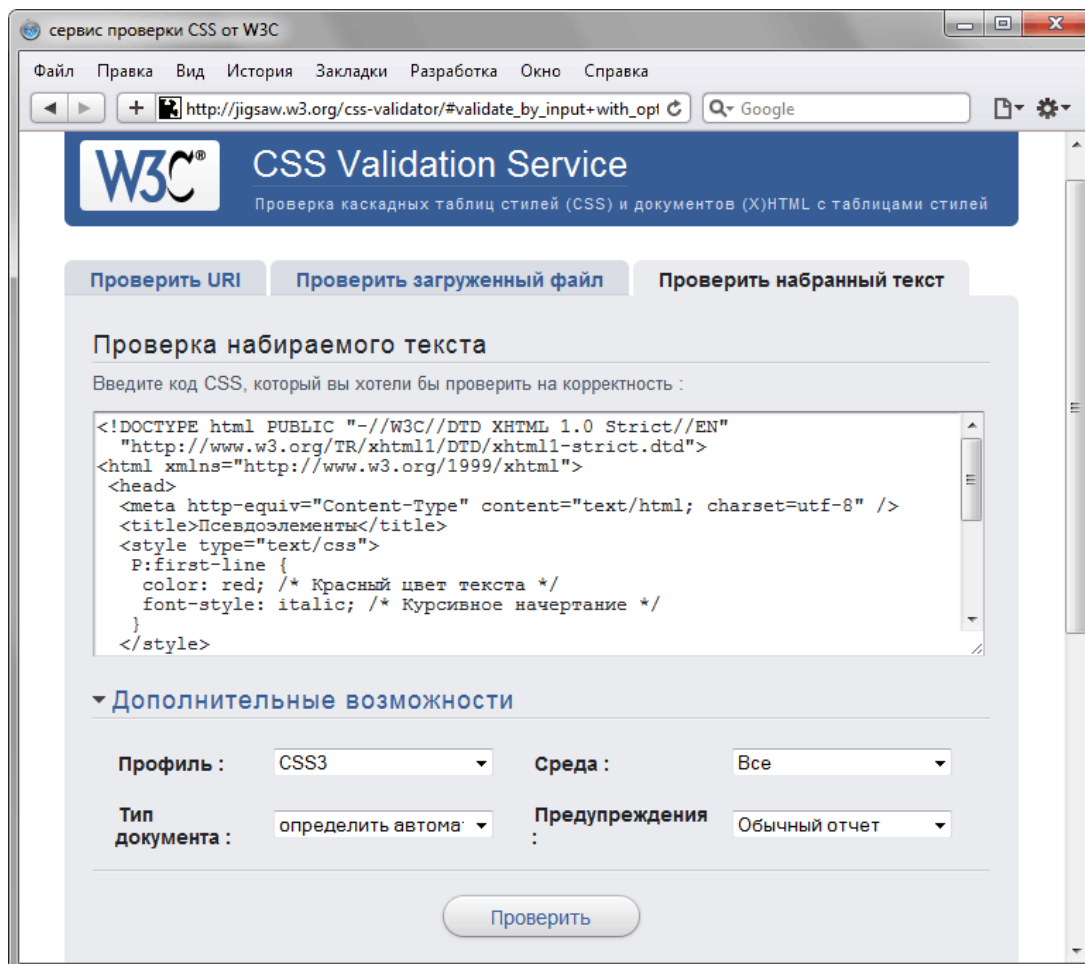 сервис проверки CSS от W3C
Файл Правка Вид История Закладки Разработка Окно Справка
http://jigsaw.w3.org/css-validator/#validate_by_input+with_opt Google
W3C® CSS Validation Service
Проверка каскадных таблиц стилей (CSS) и документов (X)HTML с таблицами стилей
Проверить URI Проверить загруженный файл Проверить набранный текст
Проверка набираемого текста
Введите код CSS, который вы хотели бы проверить на корректность :
<!DOCTYPE html PUBLIC "-//W3C//DTD XHTML 1.0 Strict//EN"
"http://www.w3.org/TR/xhtml1/DTD/xhtml1-strict.dtd">
<html xmlns="http://www.w3.org/1999/xhtml">
<head>
<meta http-equiv="Content-Type" content="text/html; charset=utf-8" />
<title>Псевдоэлементы</title>
<style type="text/css">
P:first-line {
color: red; /* Красный цвет текста */
font-style: italic; /* Курсивное начертание */
}
</style>
Дополнительные возможности
Профиль : CSS3 Среда : Все
Тип документа : определить автомат Предупреждения : Обычный отчет
Проверить